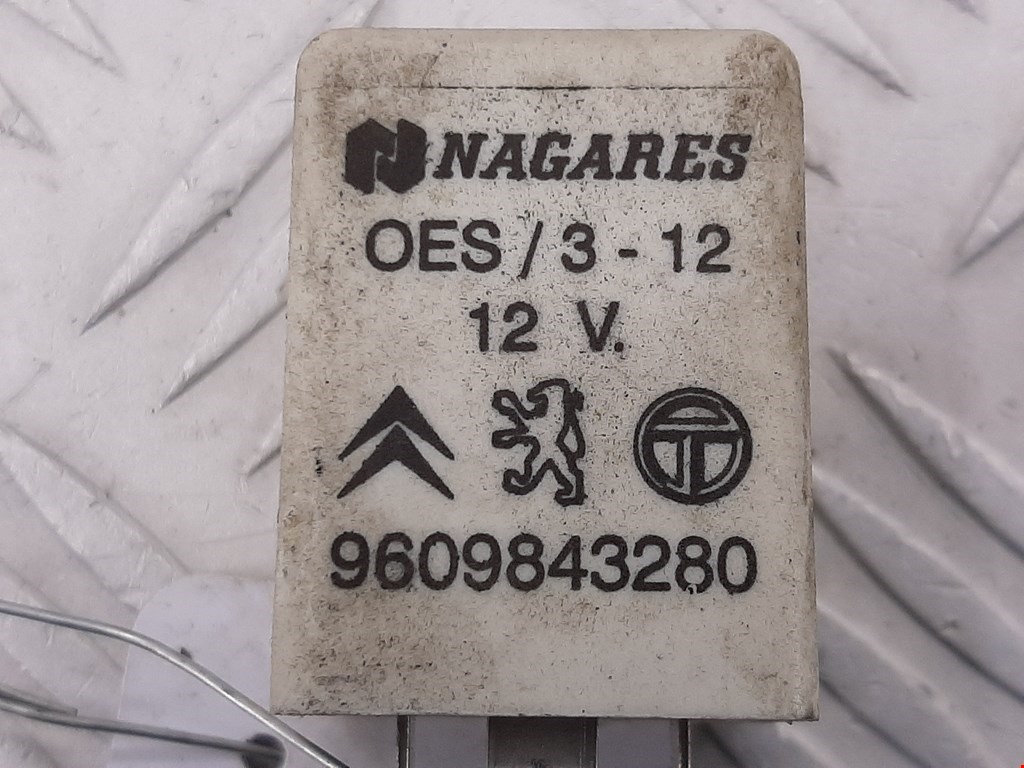 NAGARES
OES / 3 - 12
12 V.
9609843280